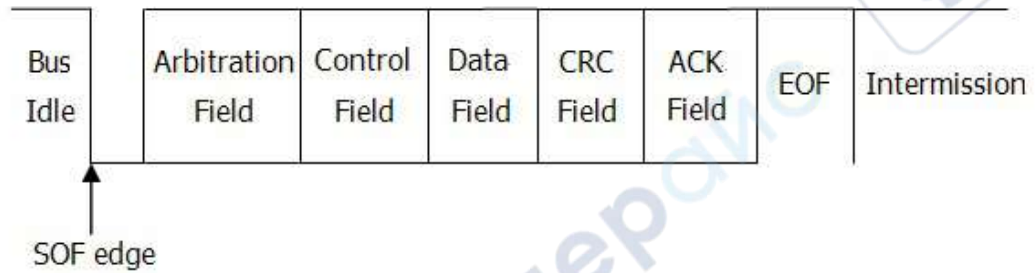 Bus
Idle
Arbitration
Field
Control
Field
Data
Field
CRC
Field
ACK
Field
EOF
Intermission
SOF edge